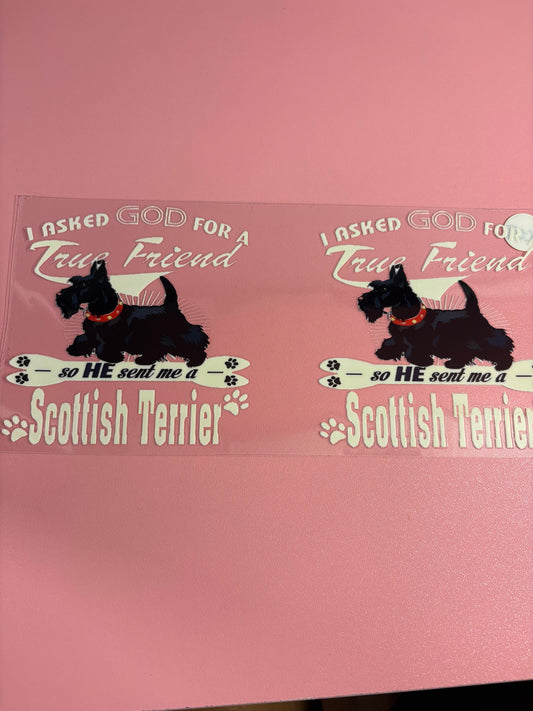 I ASKED GOD FOR A
True Friend
so HE sent me a
Scottish Terrier
I ASKED GOD FOR
True Friend
so HE sent me a
Scottish Terrier